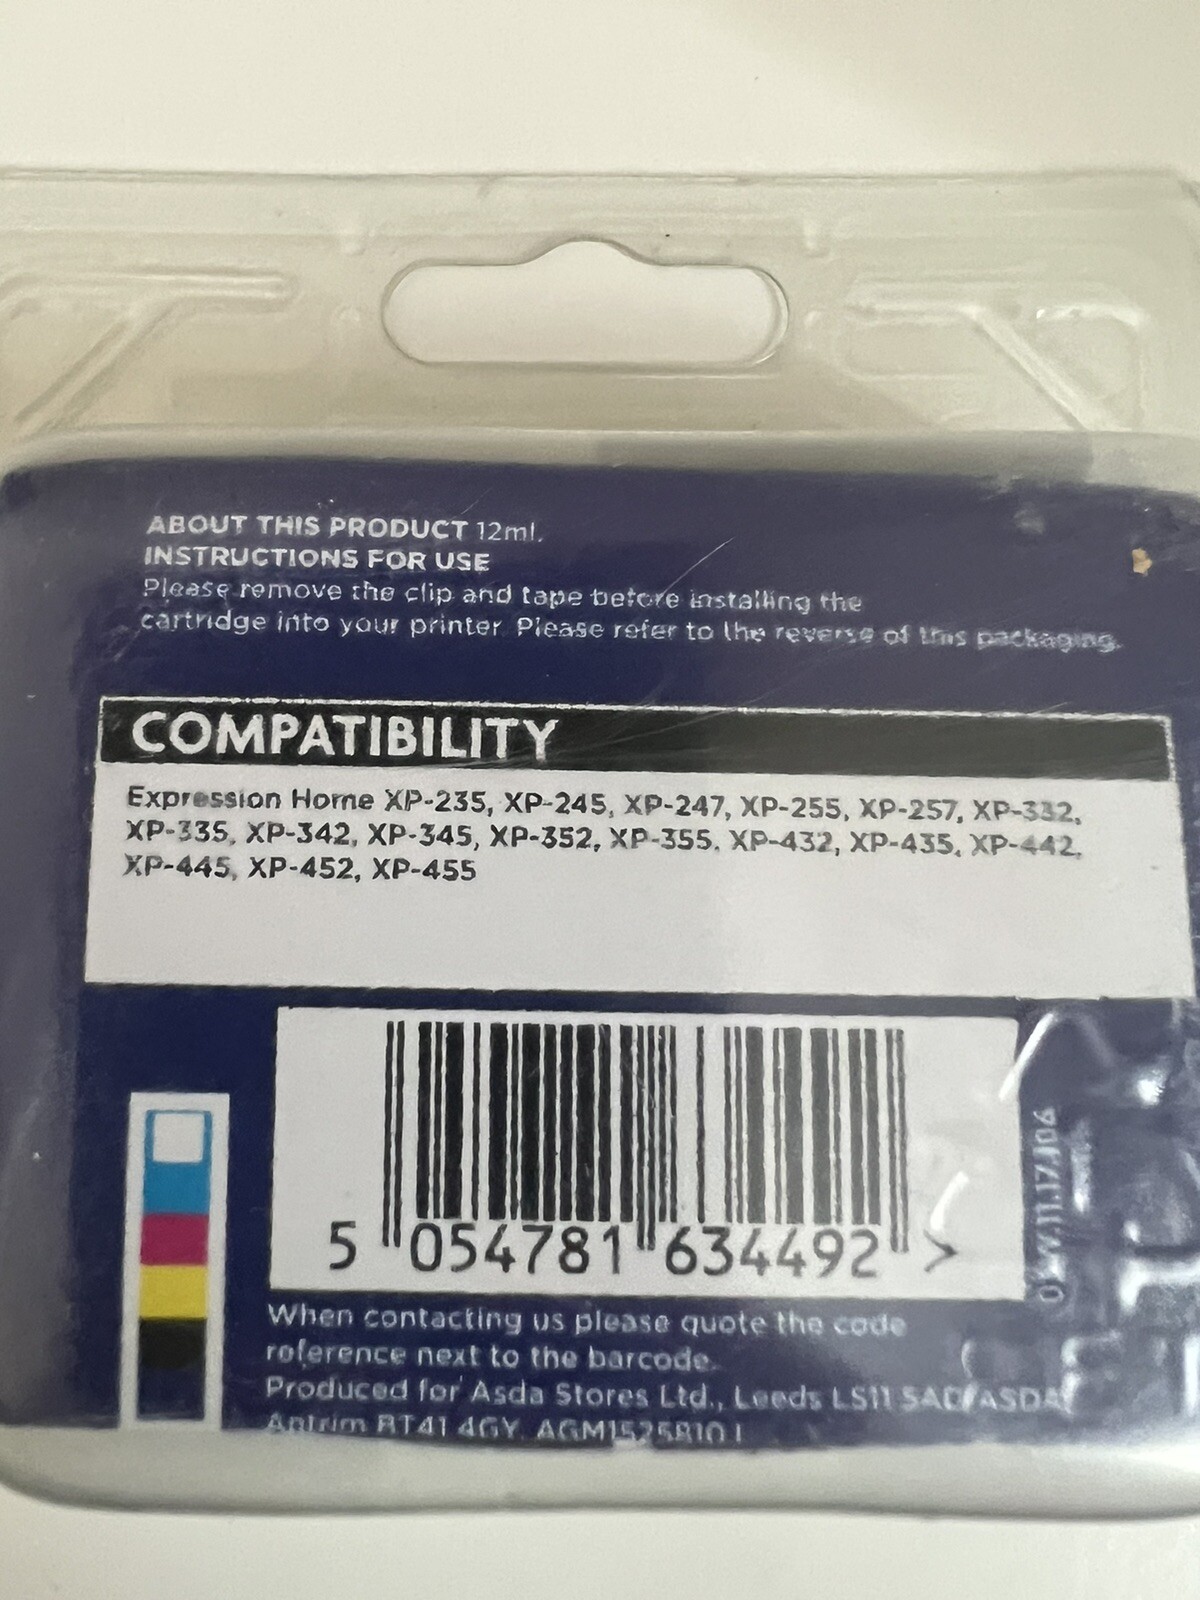 ABOUT THIS PRODUCT 12ml.
INSTRUCTIONS FOR USE
Please remove the clip and tape before installing the
cartridge into your printer. Please refer to the reverse of this packaging.
COMPATIBILITY
Expression Home XP-235, XP-245, XP-247, XP-255, XP-257, XP-332,
XP-335, XP-342, XP-345, XP-352, XP-355, XP-432, XP-435, XP-442,
XP-445, XP-452, XP-455
5 054781 634492 >
When contacting us please quote the code
reference next to the barcode.
Produced for Asda Stores Ltd., Leeds LS11 5AD/ASDA,
Antrim BT41 4GY.